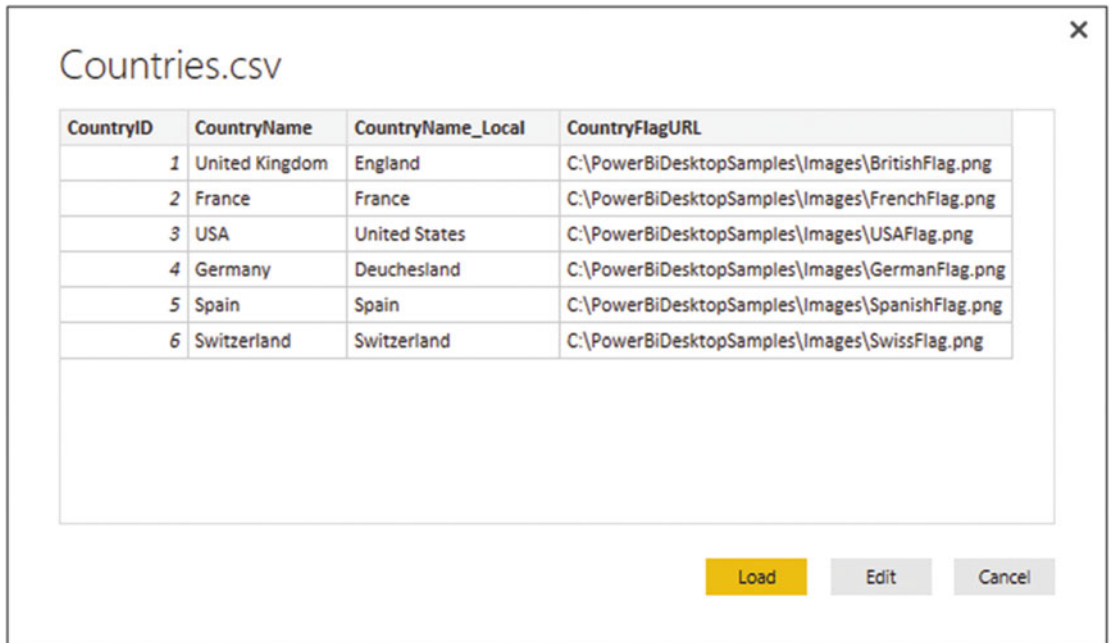 Countries.csv
CountryID CountryName CountryName_Local CountryFlagURL
1 United Kingdom England C:\PowerBiDesktopSamples\Images\BritishFlag.png
2 France France C:\PowerBiDesktopSamples\Images\FrenchFlag.png
3 USA United States C:\PowerBiDesktopSamples\Images\USAFlag.png
4 Germany Deuchesland C:\PowerBiDesktopSamples\Images\GermanFlag.png
5 Spain Spain C:\PowerBiDesktopSamples\Images\SpanishFlag.png
6 Switzerland Switzerland C:\PowerBiDesktopSamples\Images\SwissFlag.png
Load Edit Cancel